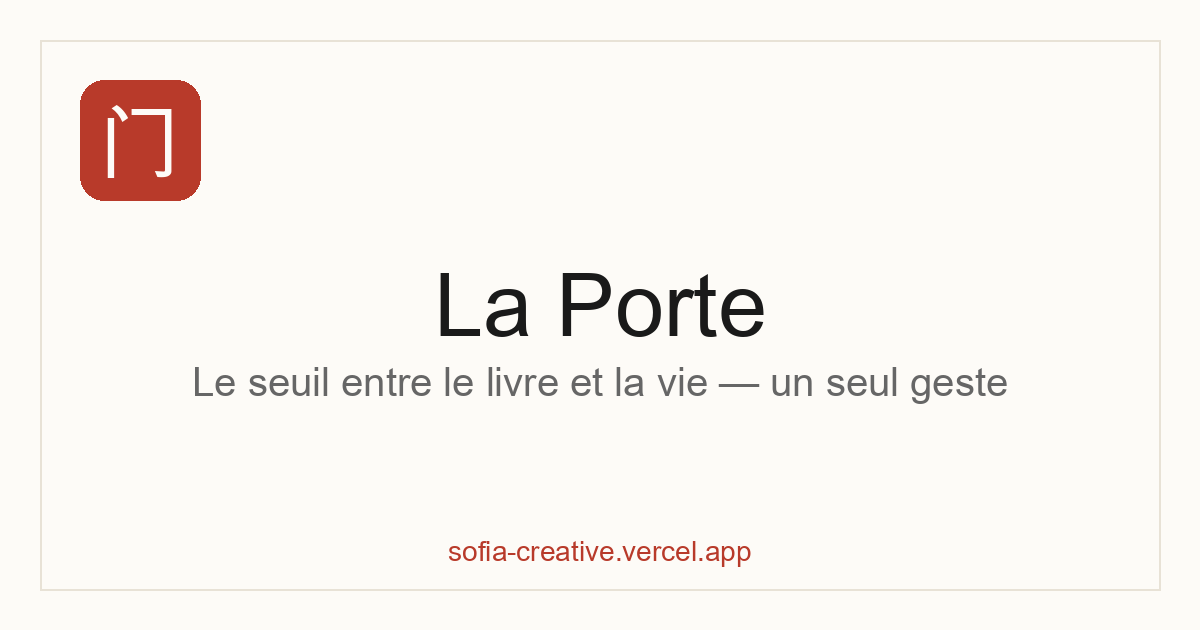 门
La Porte
Le seuil entre le livre et la vie — un seul geste
sofia-creative.vercel.app